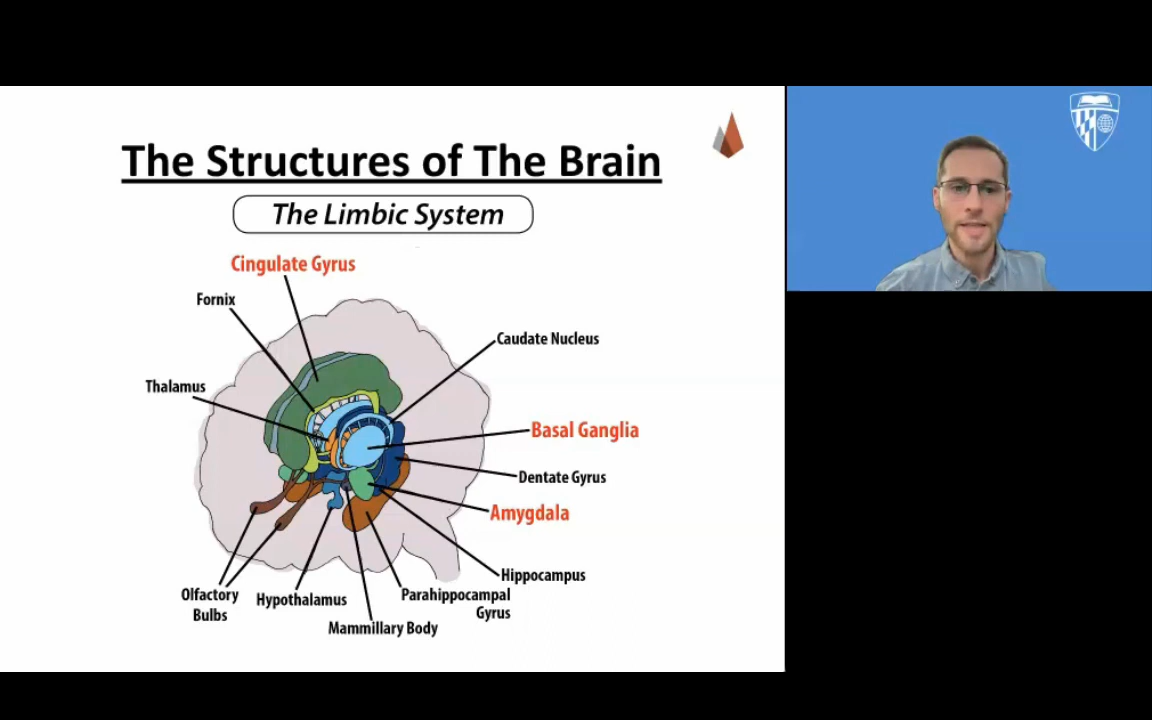 The Structures of The Brain
The Limbic System
Cingulate Gyrus
Fornix
Caudate Nucleus
Thalamus
Basal Ganglia
Dentate Gyrus
Amygdala
Hippocampus
Olfactory
Bulbs
Hypothalamus
Parahippocampal
Gyrus
Mammillary Body